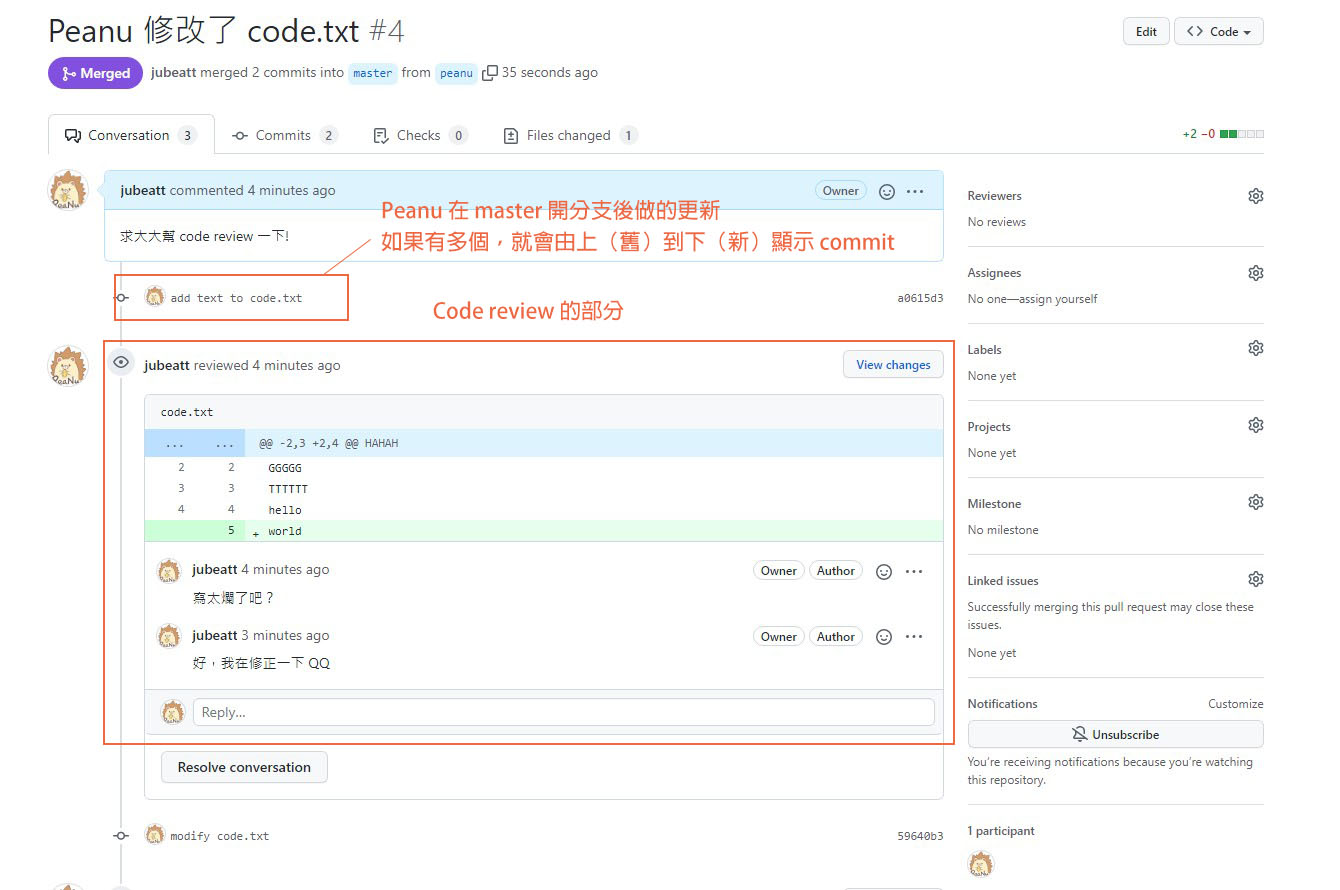 Peanu 修改了 code.txt #4
Edit
Code
Merged
jubeatt merged 2 commits into master from peanu 35 seconds ago
Conversation 3
Commits 2
Checks 0
Files changed 1
+2 −0
jubeatt commented 4 minutes ago
Owner
求大大幫 code review 一下!
Peanu 在 master 開分支後做的更新
如果有多個，就會由上（舊）到下（新）顯示 commit
add text to code.txt
a0615d3
Code review 的部分
jubeatt reviewed 4 minutes ago
View changes
code.txt
... ... @@ -2,3 +2,4 @@ HAHAH
2 2 GGGGG
3 3 TTTTTT
4 4 hello
5 + world
jubeatt 4 minutes ago
Owner Author
寫太爛了吧？
jubeatt 3 minutes ago
Owner Author
好，我在修正一下 QQ
Reply...
Resolve conversation
modify code.txt
59640b3
Reviewers
No reviews
Assignees
No one—assign yourself
Labels
None yet
Projects
None yet
Milestone
No milestone
Linked issues
Successfully merging this pull request may close these
issues.
None yet
Notifications
Customize
Unsubscribe
You're receiving notifications because you're watching
this repository.
1 participant